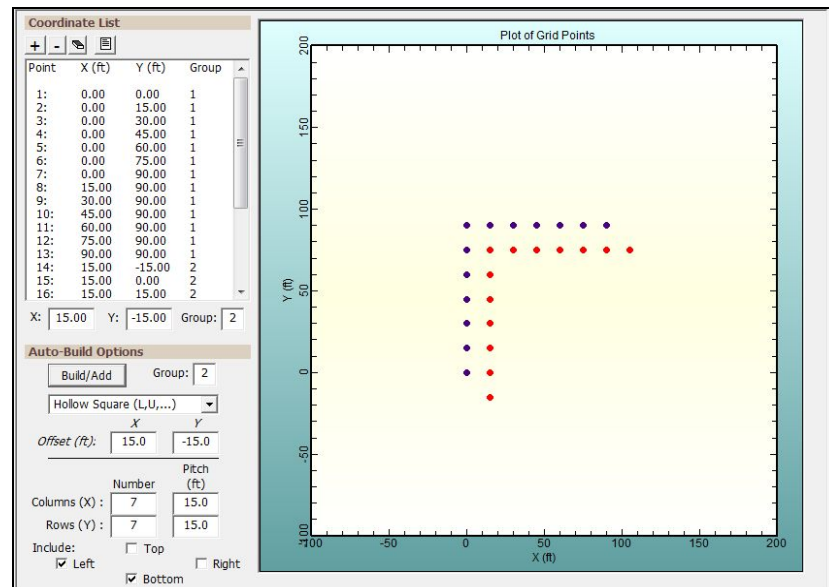 Coordinate List
+ -
Point X (ft) Y (ft) Group
1: 0.00 0.00 1
2: 0.00 15.00 1
3: 0.00 30.00 1
4: 0.00 45.00 1
5: 0.00 60.00 1
6: 0.00 75.00 1
7: 0.00 90.00 1
8: 15.00 90.00 1
9: 30.00 90.00 1
10: 45.00 90.00 1
11: 60.00 90.00 1
12: 75.00 90.00 1
13: 90.00 90.00 1
14: 15.00 -15.00 2
15: 15.00 0.00 2
16: 15.00 15.00 2
X: 15.00 Y: -15.00 Group: 2
Auto-Build Options
Build/Add Group: 2
Hollow Square (L,U,...)
X Y
Offset (ft): 15.0 -15.0
Pitch
Number (ft)
Columns (X) : 7 15.0
Rows (Y) : 7 15.0
Include: Top
Left Right
Bottom
Plot of Grid Points
200
150
100
50
0
-50
-100
Y (ft)
-100 -50 0 50 100 150 200
X (ft)